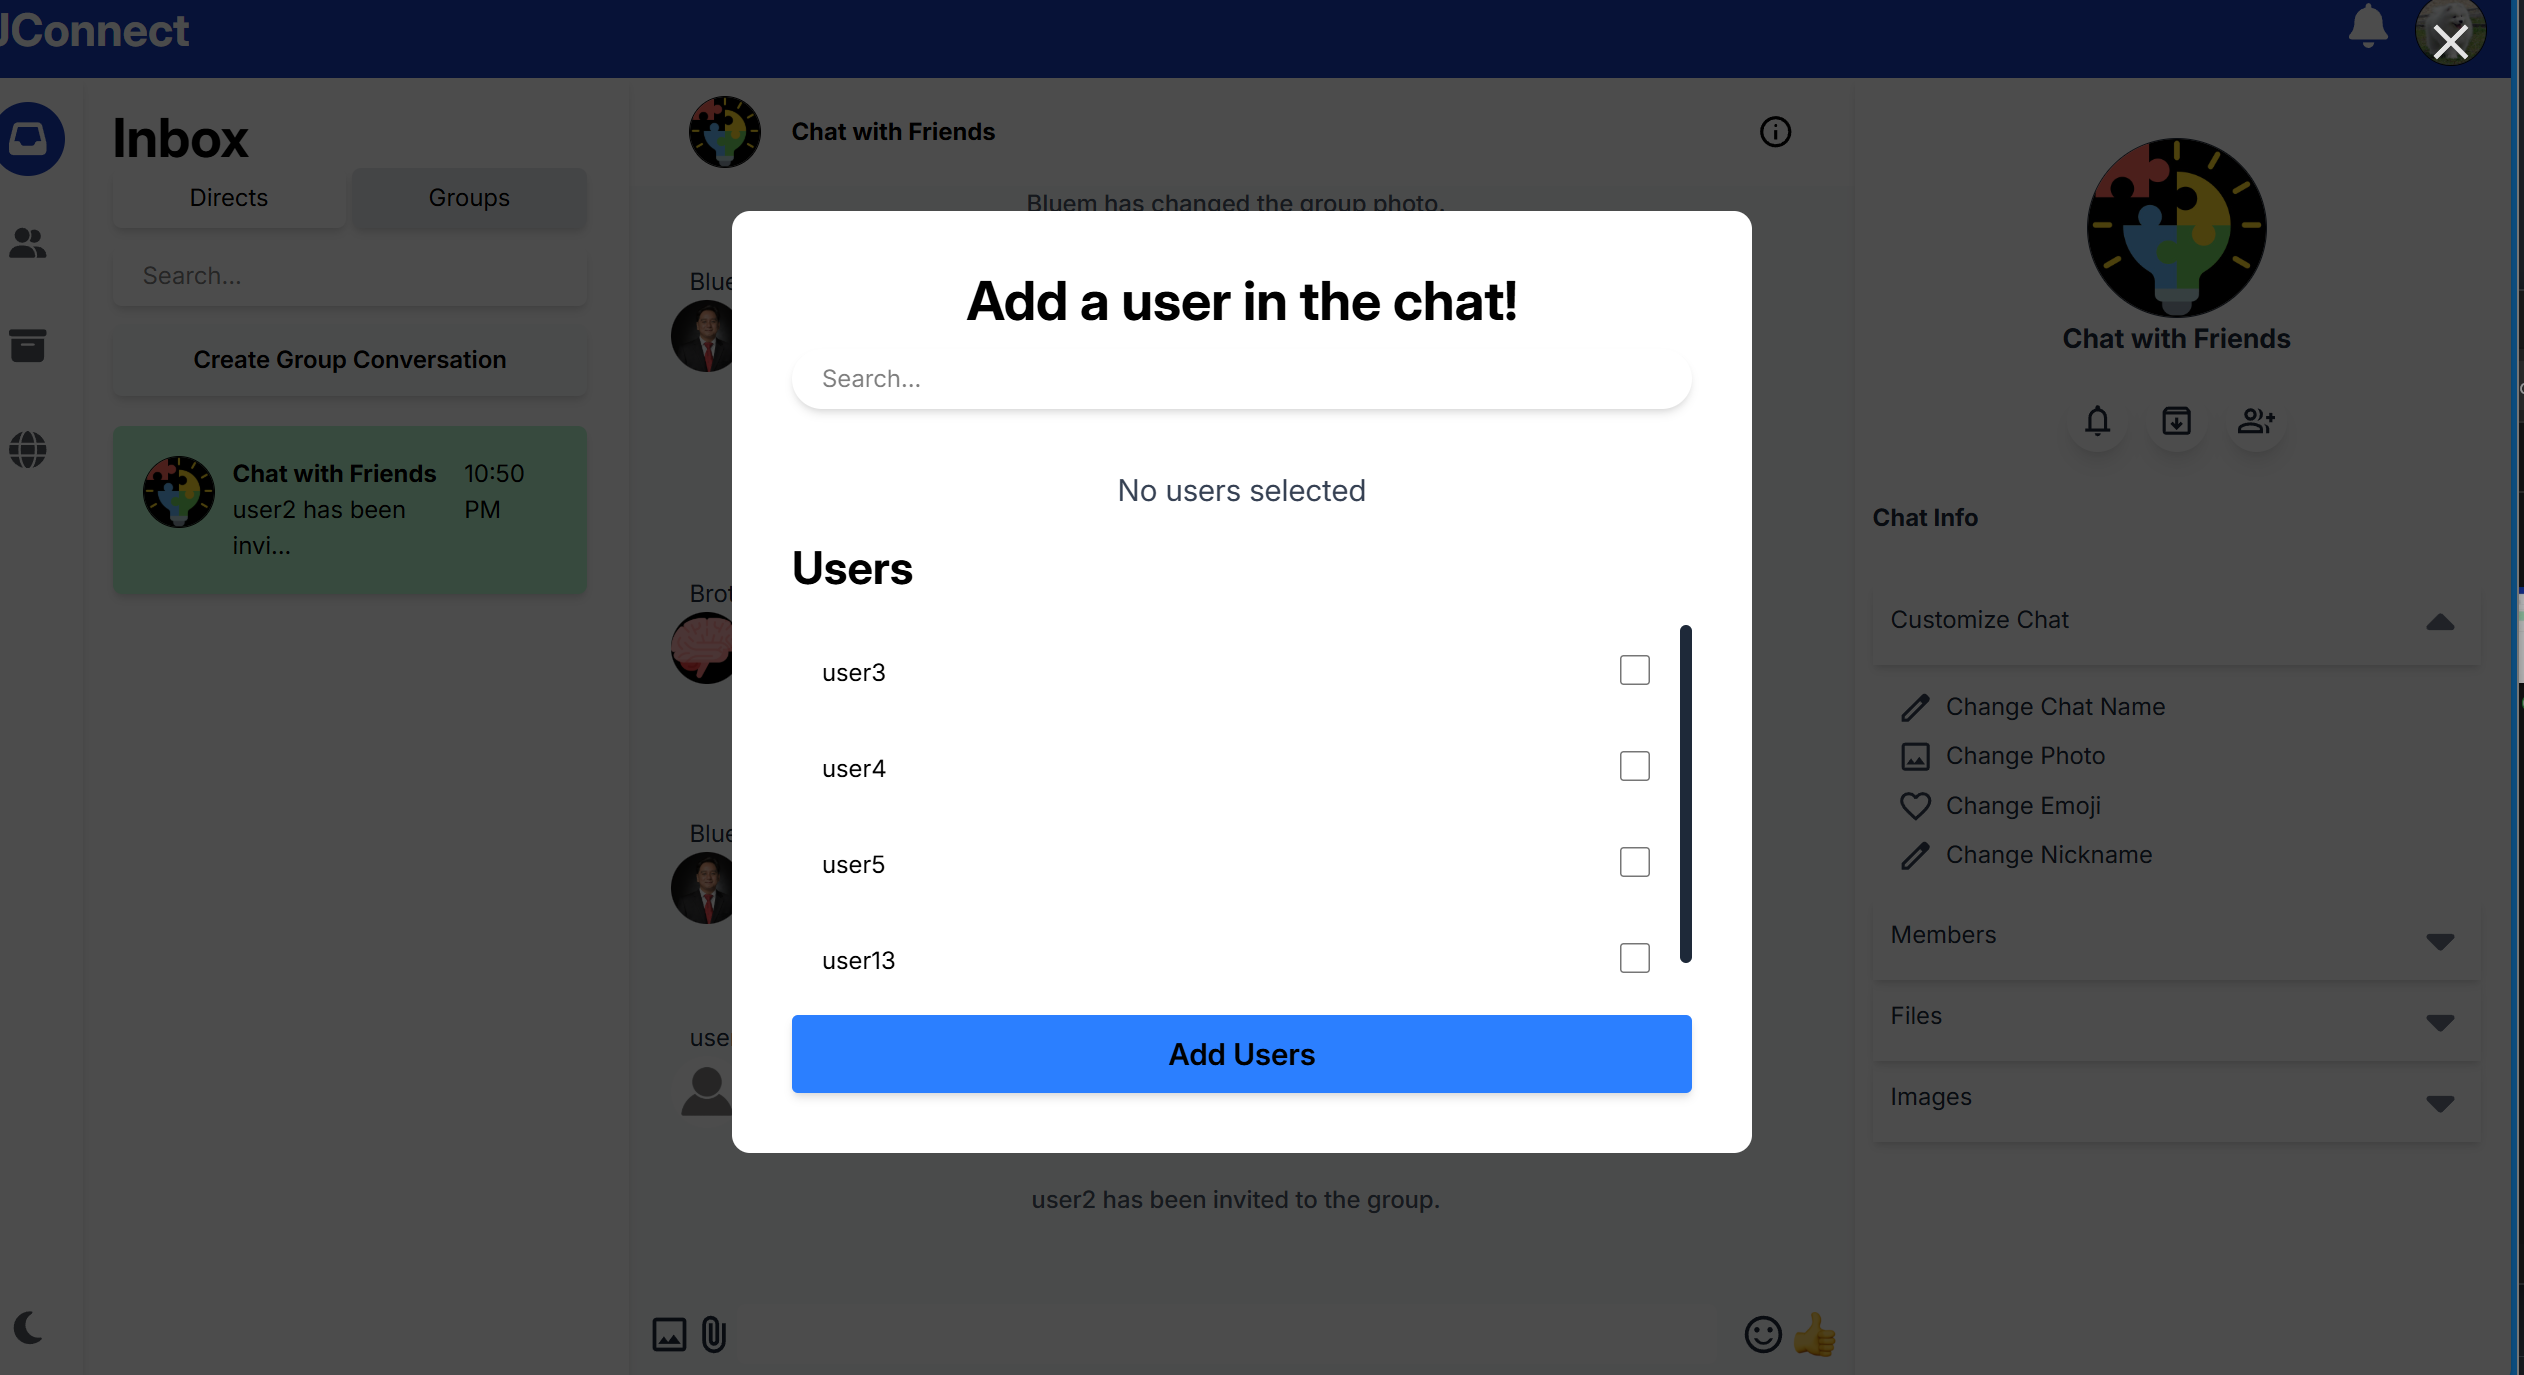 JConnect
Inbox
Directs
Groups
Search...
Create Group Conversation
Chat with Friends
10:50 PM
user2 has been
invi...
Chat with Friends
Bluem has changed the group photo.
Blue
Brot
Blue
use
user2 has been invited to the group.
Add a user in the chat!
Search...
No users selected
Users
user3
user4
user5
user13
Add Users
Chat with Friends
Chat Info
Customize Chat
Change Chat Name
Change Photo
Change Emoji
Change Nickname
Members
Files
Images